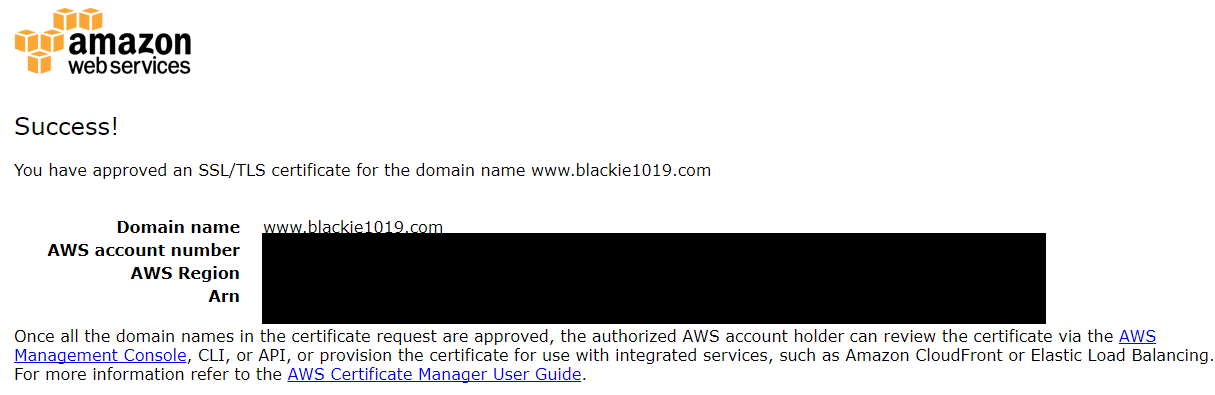 amazon
web services
Success!
You have approved an SSL/TLS certificate for the domain name www.blackie1019.com
Domain name www.blackie1019.com
AWS account number
AWS Region
Arn
Once all the domain names in the certificate request are approved, the authorized AWS account holder can review the certificate via the AWS
Management Console, CLI, or API, or provision the certificate for use with integrated services, such as Amazon CloudFront or Elastic Load Balancing.
For more information refer to the AWS Certificate Manager User Guide.